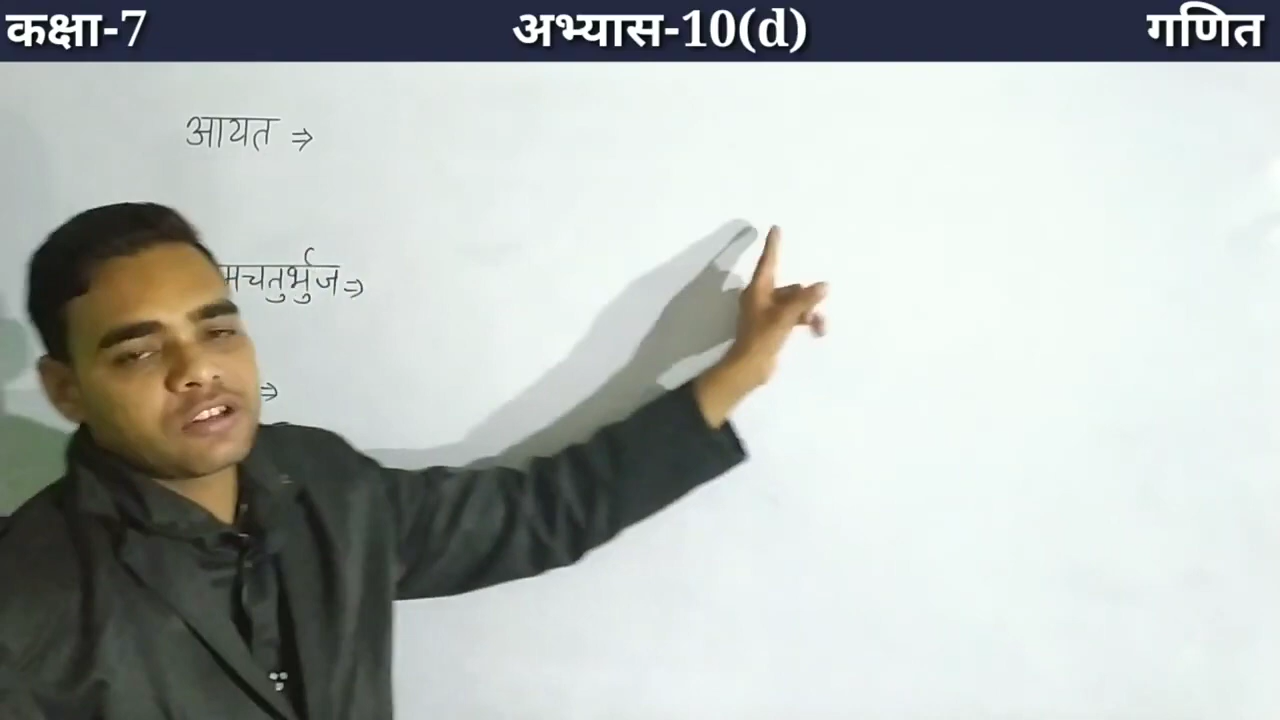 कक्षा-7 अभ्यास-10(d) गणित
आयत ⇒
मचतुर्भुज ⇒
⇒